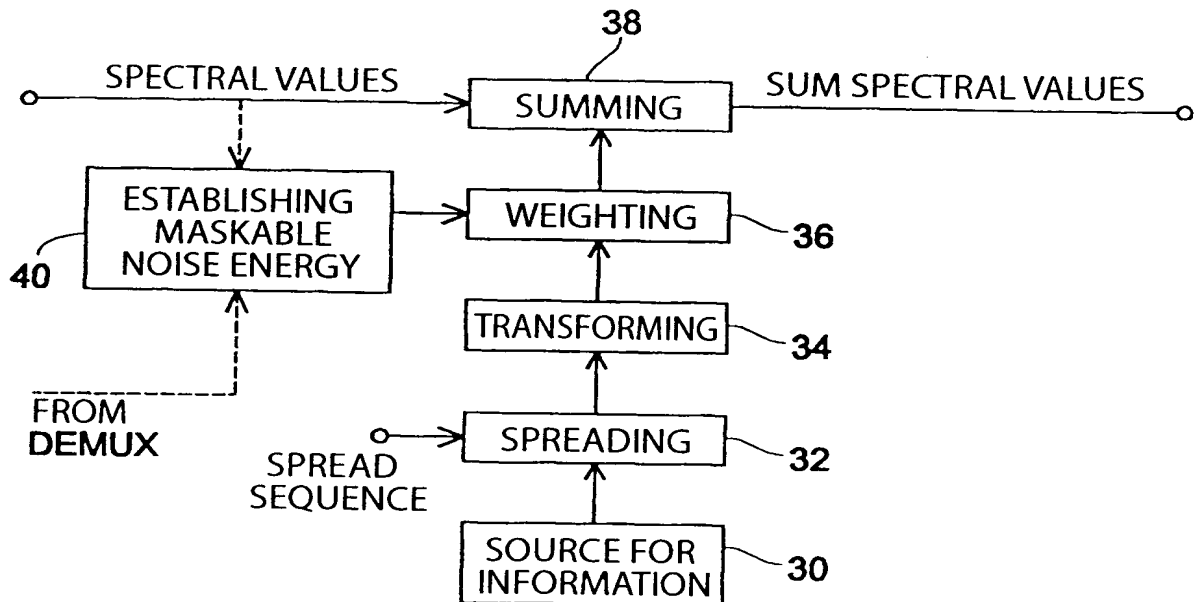 38
SPECTRAL VALUES
SUMMING
SUM SPECTRAL VALUES
ESTABLISHING
MASKABLE
NOISE ENERGY
40
WEIGHTING
36
TRANSFORMING
34
FROM
DEMUX
SPREADING
32
SPREAD
SEQUENCE
SOURCE FOR
INFORMATION
30